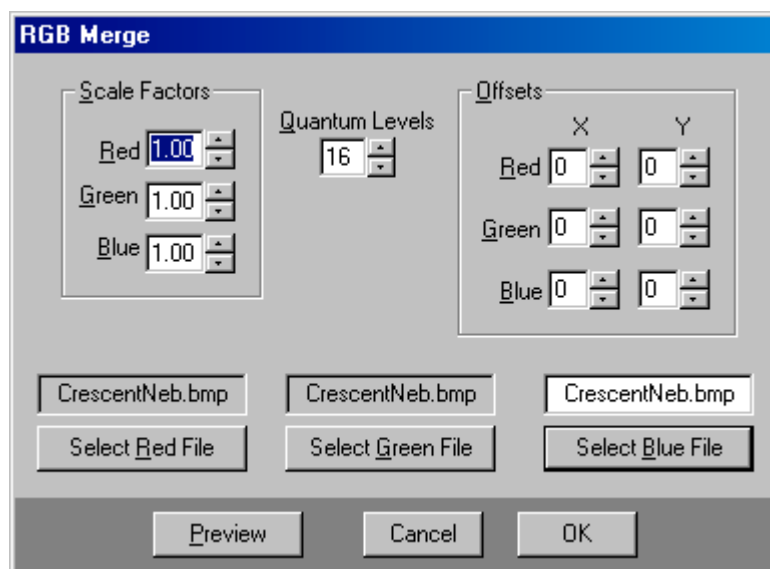 RGB Merge
Scale Factors
Red 1.00
Green 1.00
Blue 1.00
Quantum Levels
16
Offsets
X Y
Red 0 0
Green 0 0
Blue 0 0
CrescentNeb.bmp CrescentNeb.bmp CrescentNeb.bmp
Select Red File Select Green File Select Blue File
Preview Cancel OK